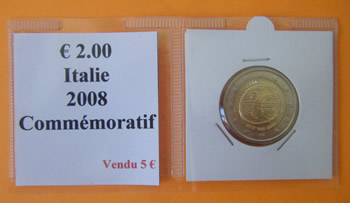 € 2.00
Italie
2008
Commémoratif
Vendu 5 €